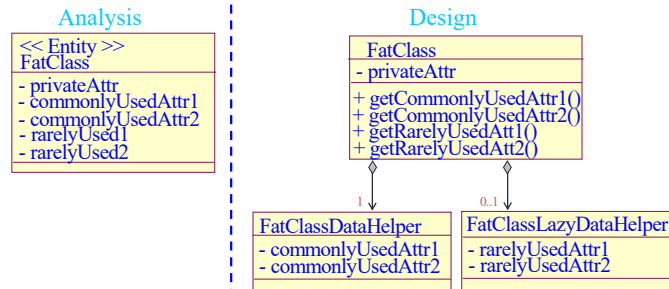 Analysis
<< Entity >>
FatClass
- privateAttr
- commonlyUsedAttr1
- commonlyUsedAttr2
- rarelyUsed1
- rarelyUsed2
Design
FatClass
- privateAttr
+ getCommonlyUsedAttr1()
+ getCommonlyUsedAttr2()
+ getRarelyUsedAtt1()
+ getRarelyUsedAtt2()
1
0..1
FatClassDataHelper
- commonlyUsedAttr1
- commonlyUsedAttr2
FatClassLazyDataHelper
- rarelyUsedAttr1
- rarelyUsedAttr2